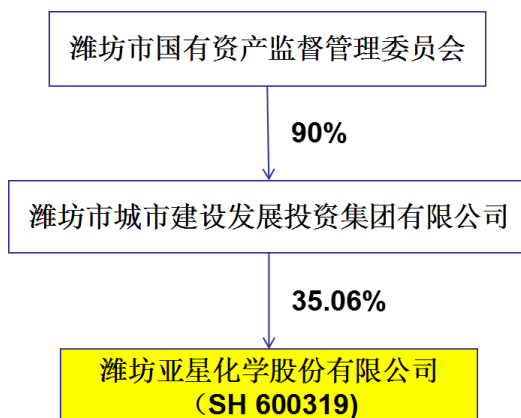 潍坊市国有资产监督管理委员会
90%
潍坊市城市建设发展投资集团有限公司
35.06%
潍坊亚星化学股份有限公司
（SH 600319)